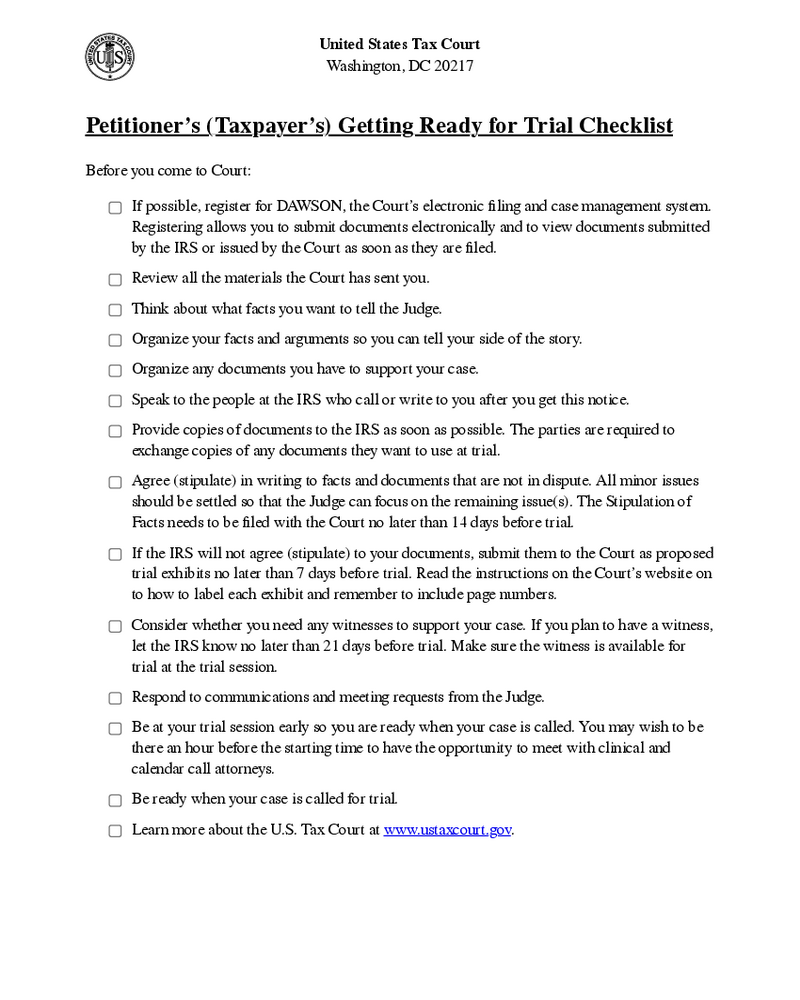 United States Tax Court
Washington, DC 20217
Petitioner's (Taxpayer's) Getting Ready for Trial Checklist
Before you come to Court:
If possible, register for DAWSON, the Court's electronic filing and case management system.
Registering allows you to submit documents electronically and to view documents submitted
by the IRS or issued by the Court as soon as they are filed.
Review all the materials the Court has sent you.
Think about what facts you want to tell the Judge.
Organize your facts and arguments so you can tell your side of the story.
Organize any documents you have to support your case.
Speak to the people at the IRS who call or write to you after you get this notice.
Provide copies of documents to the IRS as soon as possible. The parties are required to
exchange copies of any documents they want to use at trial.
Agree (stipulate) in writing to facts and documents that are not in dispute. All minor issues
should be settled so that the Judge can focus on the remaining issue(s). The Stipulation of
Facts needs to be filed with the Court no later than 14 days before trial.
If the IRS will not agree (stipulate) to your documents, submit them to the Court as proposed
trial exhibits no later than 7 days before trial. Read the instructions on the Court's website on
to how to label each exhibit and remember to include page numbers.
Consider whether you need any witnesses to support your case. If you plan to have a witness,
let the IRS know no later than 21 days before trial. Make sure the witness is available for
trial at the trial session.
Respond to communications and meeting requests from the Judge.
Be at your trial session early so you are ready when your case is called. You may wish to be
there an hour before the starting time to have the opportunity to meet with clinical and
calendar call attorneys.
Be ready when your case is called for trial.
Learn more about the U.S. Tax Court at www.ustaxcourt.gov.